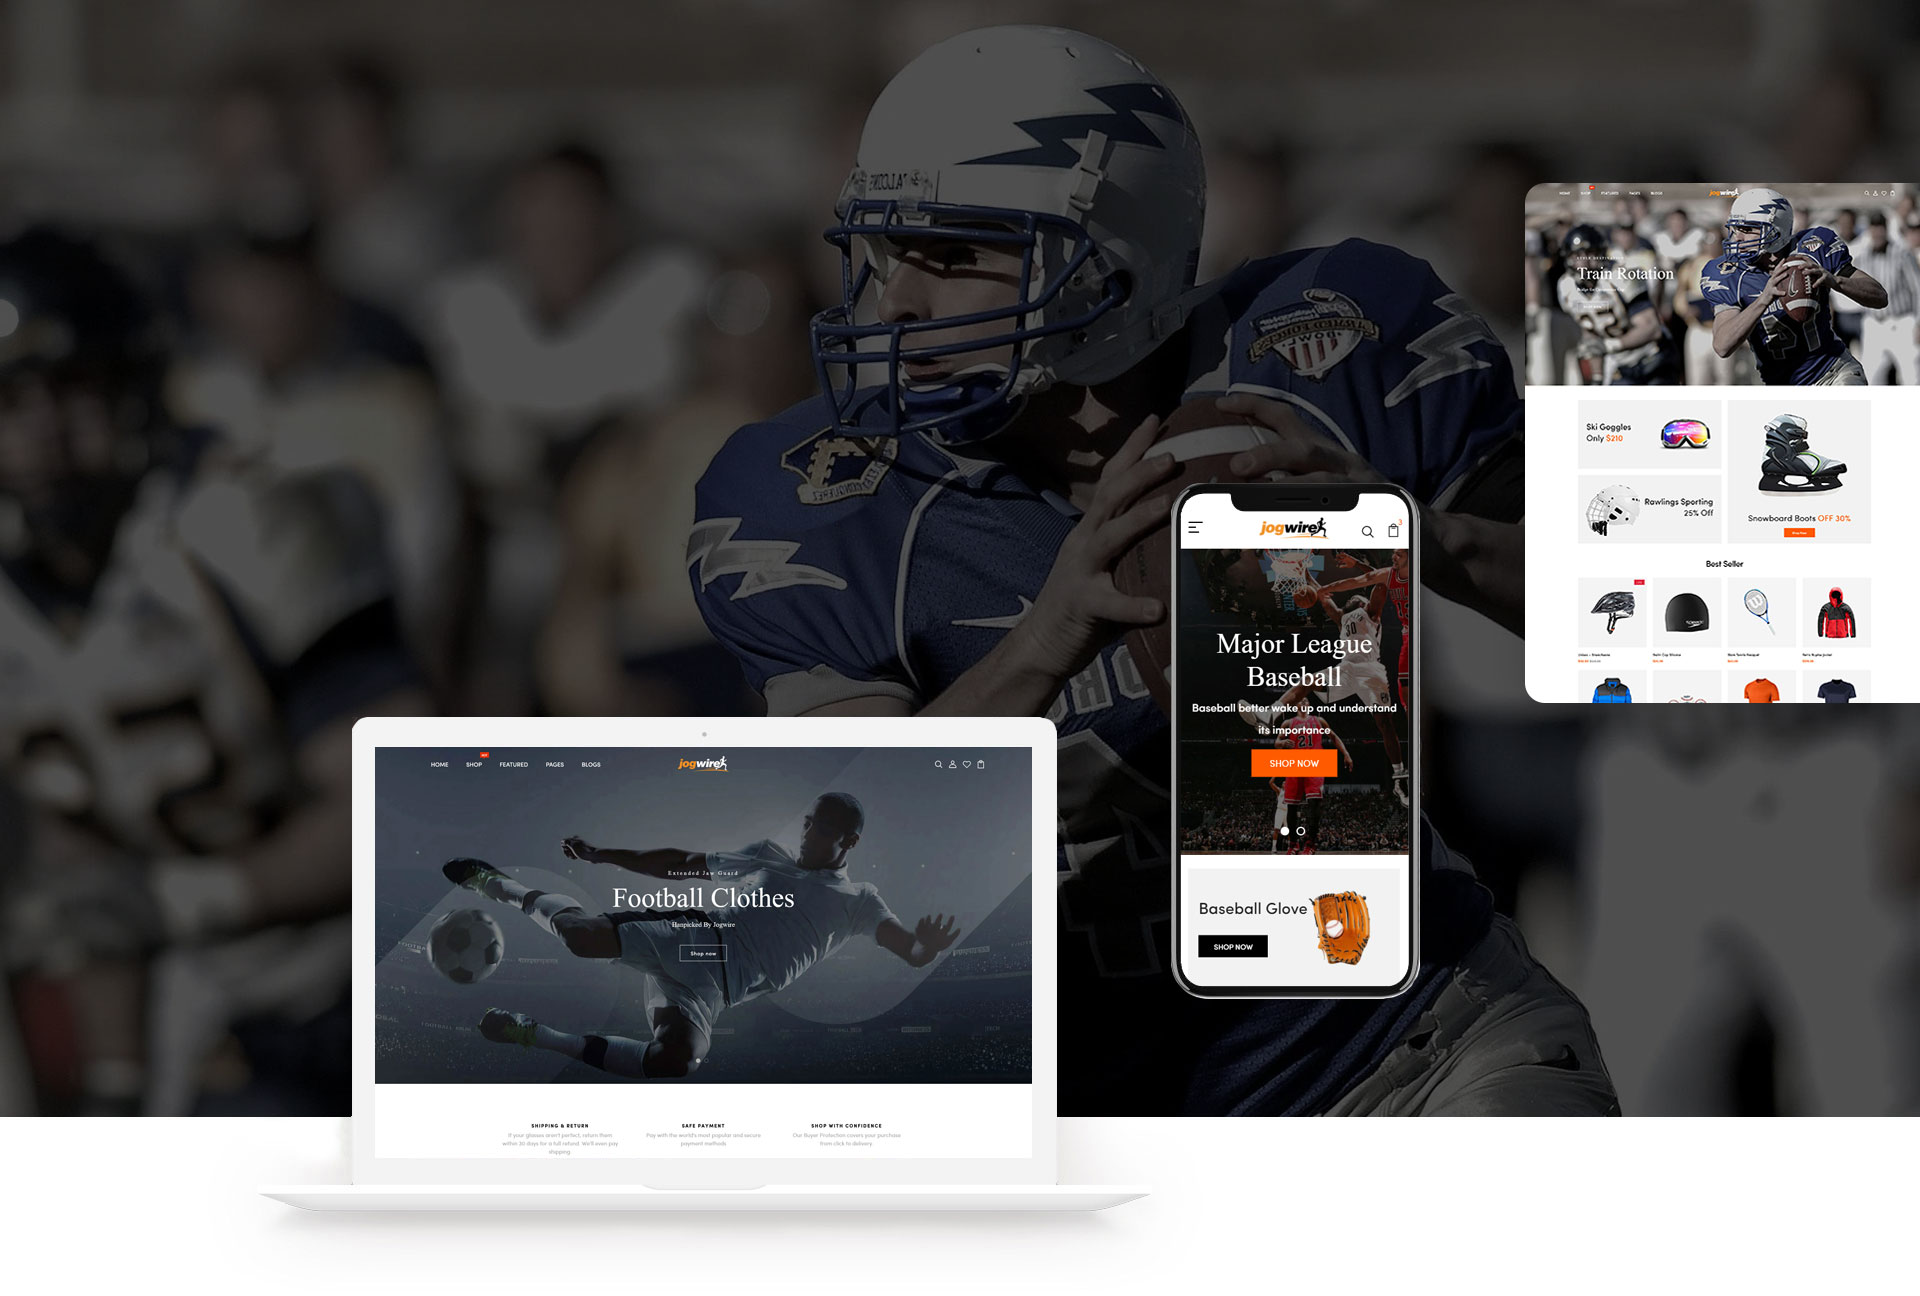 HOME SHOP FEATURED PAGES BLOGS
jogwire
Train Rotation
Ski Goggles
Only $210
Rawlings Sporting
25% Off
Snowboard Boots OFF 30%
Shop Now
Best Seller
jogwire
3
Major League
Baseball
Baseball better wake up and understand
its importance
SHOP NOW
Baseball Glove
SHOP NOW
HOME SHOP FEATURED PAGES BLOGS
jogwire
Extended Jaw Guard
Football Clothes
Hanpicked By Jogwire
Shop now
SHIPPING & RETURN
If your glasses aren't perfect, return them
within 30 days for a full refund. We'll even pay
shipping
SAFE PAYMENT
Pay with the world's most popular and secure
payment methods
SHOP WITH CONFIDENCE
Our Buyer Protection covers your purchase
from click to delivery.